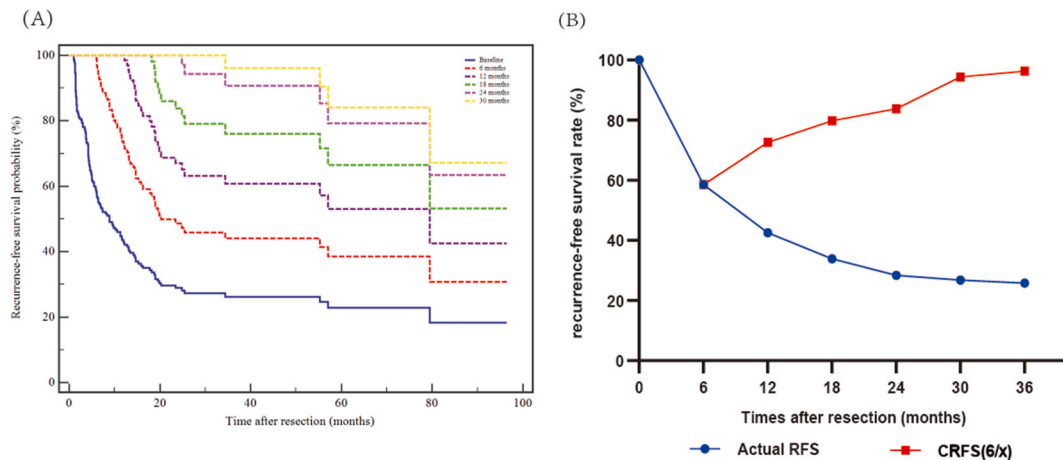 (A)
Recurrence-free survival probability (%)
100
80
60
40
20
0
Baseline
6 months
12 months
18 months
24 months
30 months
0 20 40 60 80 100
Time after resection (months)
(B)
recurrence-free survival rate (%)
100
80
60
40
20
0
0 6 12 18 24 30 36
Times after resection (months)
Actual RFS CRFS(6/x)